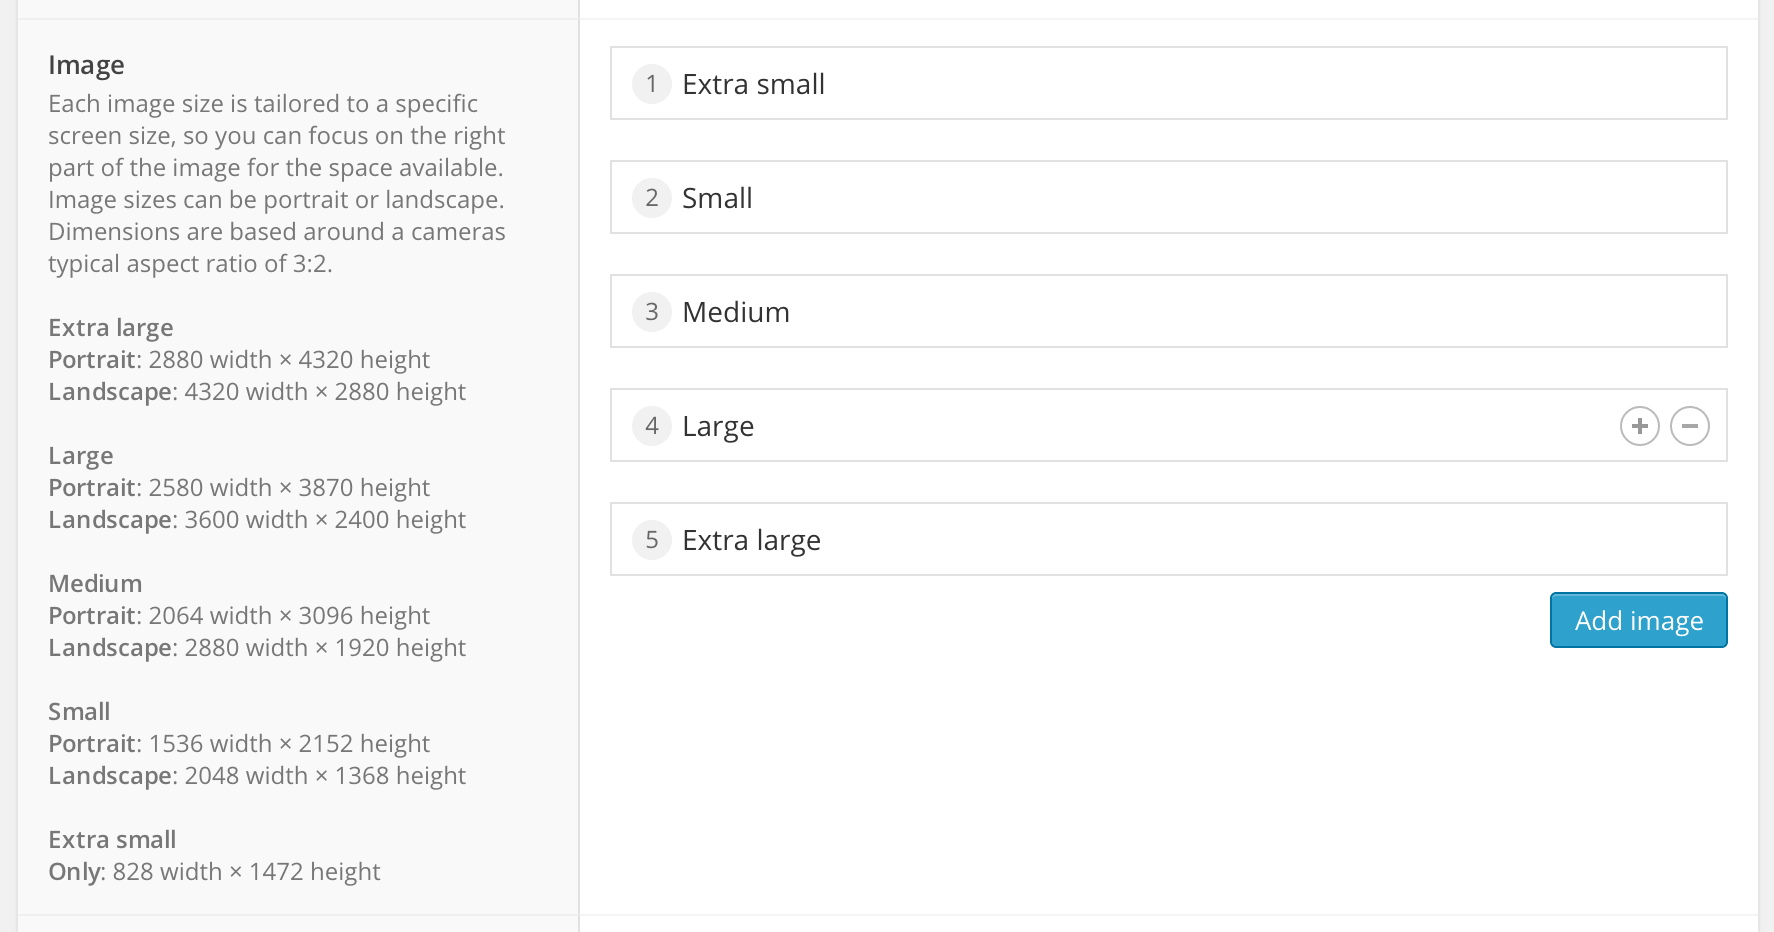 Image
Each image size is tailored to a specific
screen size, so you can focus on the right
part of the image for the space available.
Image sizes can be portrait or landscape.
Dimensions are based around a cameras
typical aspect ratio of 3:2.
Extra large
Portrait: 2880 width × 4320 height
Landscape: 4320 width × 2880 height
Large
Portrait: 2580 width × 3870 height
Landscape: 3600 width × 2400 height
Medium
Portrait: 2064 width × 3096 height
Landscape: 2880 width × 1920 height
Small
Portrait: 1536 width × 2152 height
Landscape: 2048 width × 1368 height
Extra small
Only: 828 width × 1472 height
1 Extra small
2 Small
3 Medium
4 Large
5 Extra large
Add image